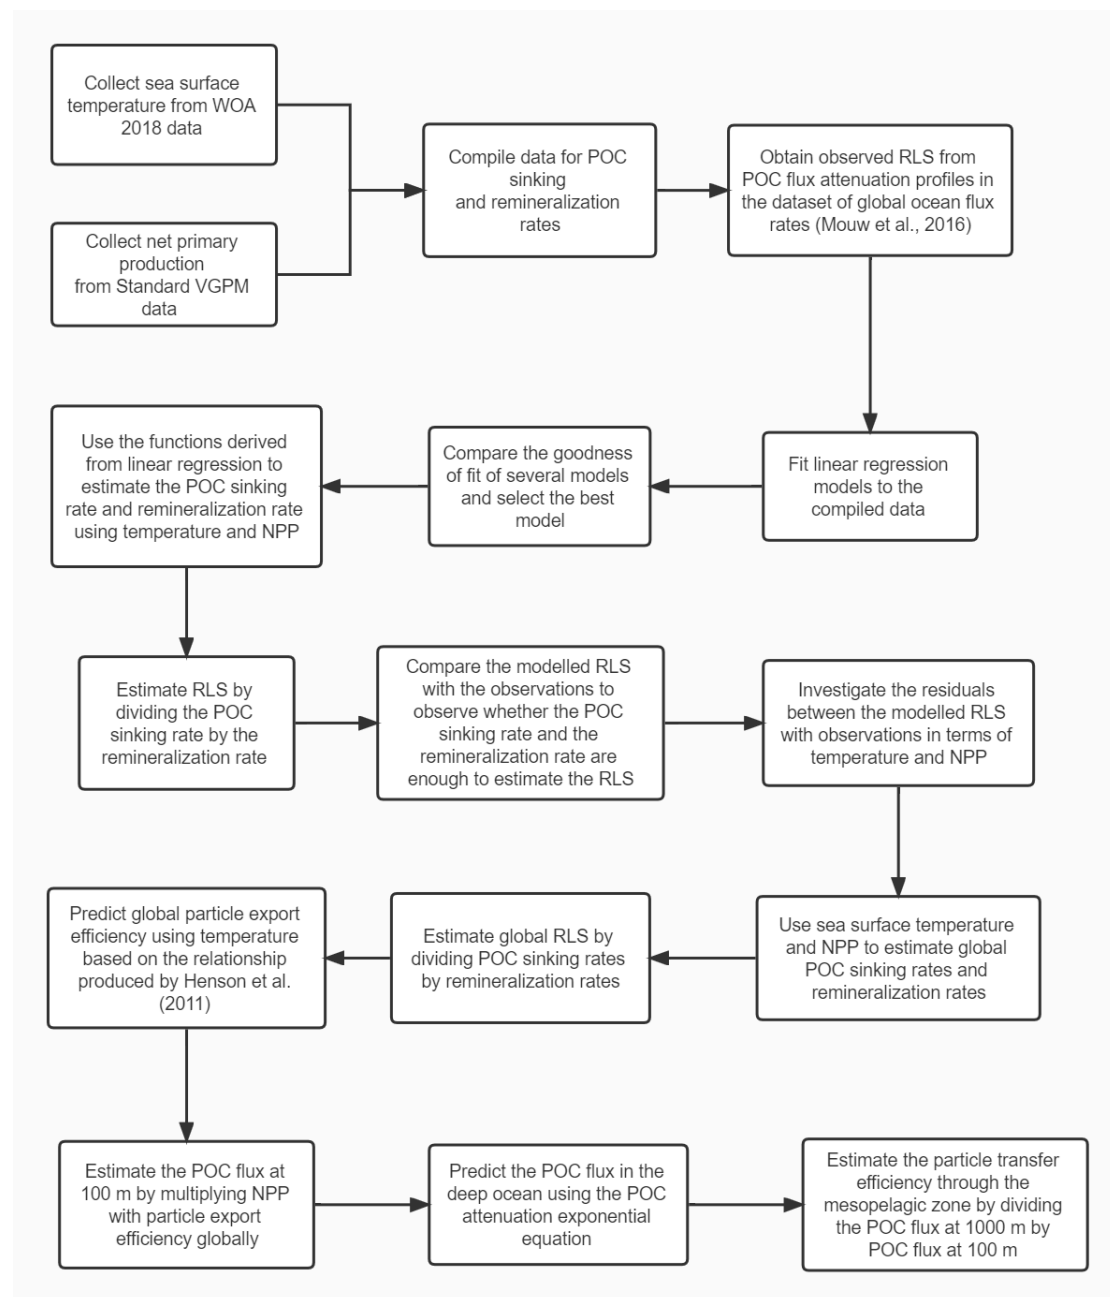 Collect sea surface
temperature from WOA
2018 data
Collect net primary
production
from Standard VGPM
data
Compile data for POC
sinking
and remineralization
rates
Obtain observed RLS from
POC flux attenuation profiles in
the dataset of global ocean flux
rates (Mouw et al., 2016)
Fit linear regression
models to the
compiled data
Compare the goodness
of fit of several models
and select the best
model
Use the functions derived
from linear regression to
estimate the POC sinking
rate and remineralization rate
using temperature and NPP
Estimate RLS by
dividing the POC
sinking rate by the
remineralization rate
Compare the modelled RLS
with the observations to
observe whether the POC
sinking rate and the
remineralization rate are
enough to estimate the RLS
Investigate the residuals
between the modelled RLS
with observations in terms of
temperature and NPP
Use sea surface temperature
and NPP to estimate global
POC sinking rates and
remineralization rates
Estimate global RLS by
dividing POC sinking rates
by remineralization rates
Predict global particle export
efficiency using temperature
based on the relationship
produced by Henson et al.
(2011)
Estimate the POC flux at
100 m by multiplying NPP
with particle export
efficiency globally
Predict the POC flux in the
deep ocean using the POC
attenuation exponential
equation
Estimate the particle transfer
efficiency through the
mesopelagic zone by dividing
the POC flux at 1000 m by
POC flux at 100 m